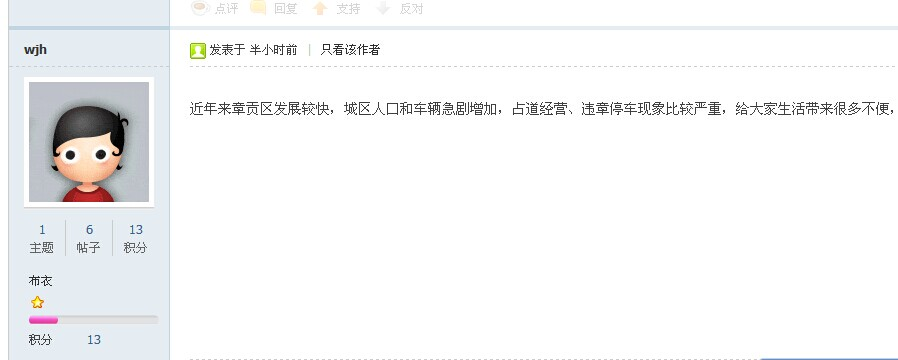 点评 回复 支持 反对
wjh
发表于 半小时前 | 只看该作者
近年来章贡区发展较快，城区人口和车辆急剧增加，占道经营、违章停车现象比较严重，给大家生活带来很多不便，
1 6 13
主题 帖子 积分
布衣
积分 13